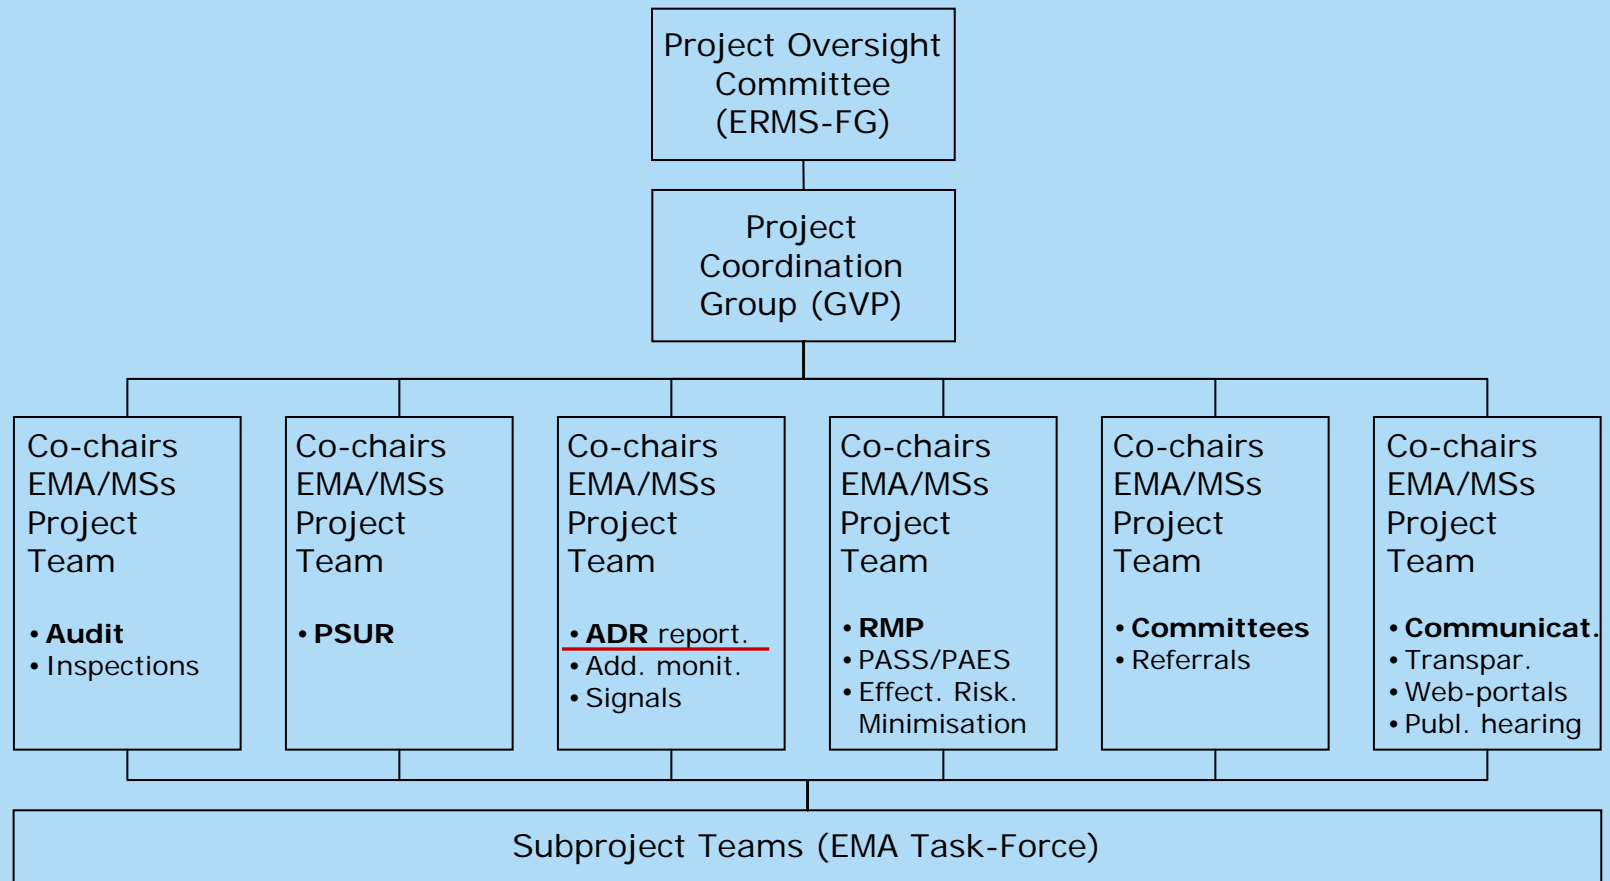 Project Oversight
Committee
(ERMS-FG)
Project
Coordination
Group (GVP)
Co-chairs
EMA/MSs
Project
Team
• Audit
• Inspections
Co-chairs
EMA/MSs
Project
Team
• PSUR
Co-chairs
EMA/MSs
Project
Team
• ADR report.
• Add. monit.
• Signals
Co-chairs
EMA/MSs
Project
Team
• RMP
• PASS/PAES
• Effect. Risk.
Minimisation
Co-chairs
EMA/MSs
Project
Team
• Committees
• Referrals
Co-chairs
EMA/MSs
Project
Team
• Communicat.
• Transpar.
• Web-portals
• Publ. hearing
Subproject Teams (EMA Task-Force)